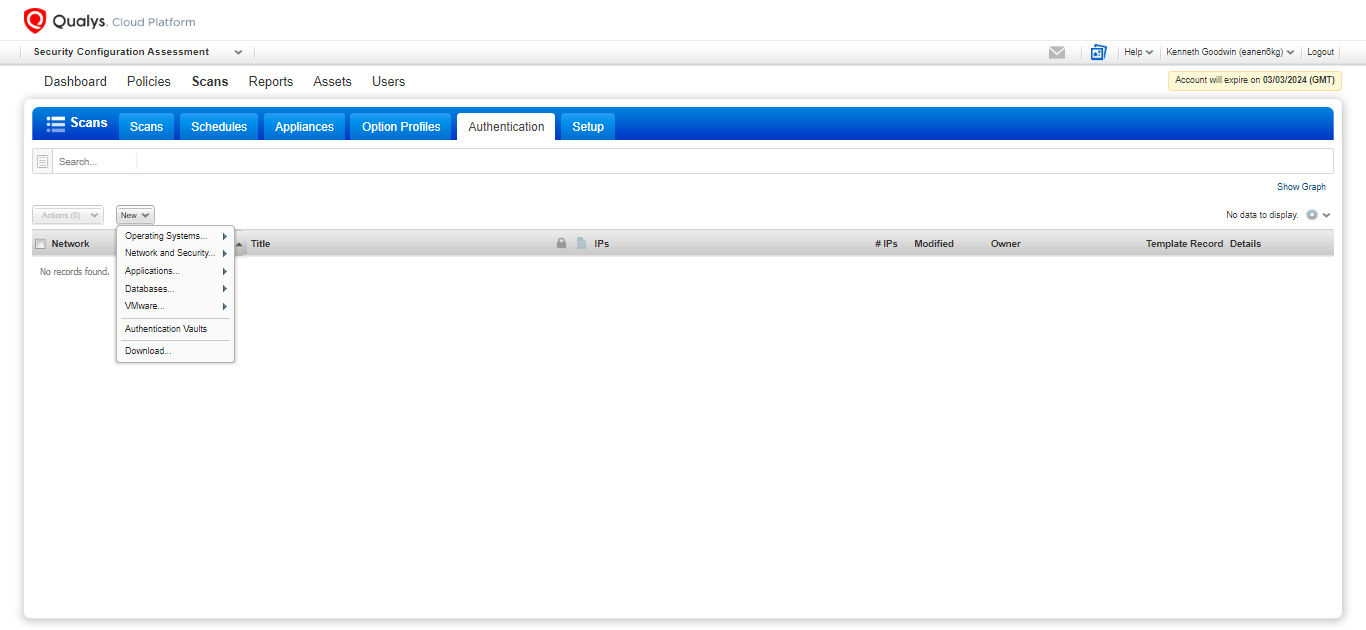 Qualys. Cloud Platform
Security Configuration Assessment
Help
Kenneth Goodwin (eanen6kg)
Logout
Dashboard Policies Scans Reports Assets Users
Account will expire on 03/03/2024 (GMT)
Scans Scans Schedules Appliances Option Profiles Authentication Setup
Search...
Show Graph
Actions (0) New
No data to display.
Network Title IPs # IPs Modified Owner Template Record Details
No records found.
Operating Systems...
Network and Security...
Applications...
Databases...
VMware...
Authentication Vaults
Download...